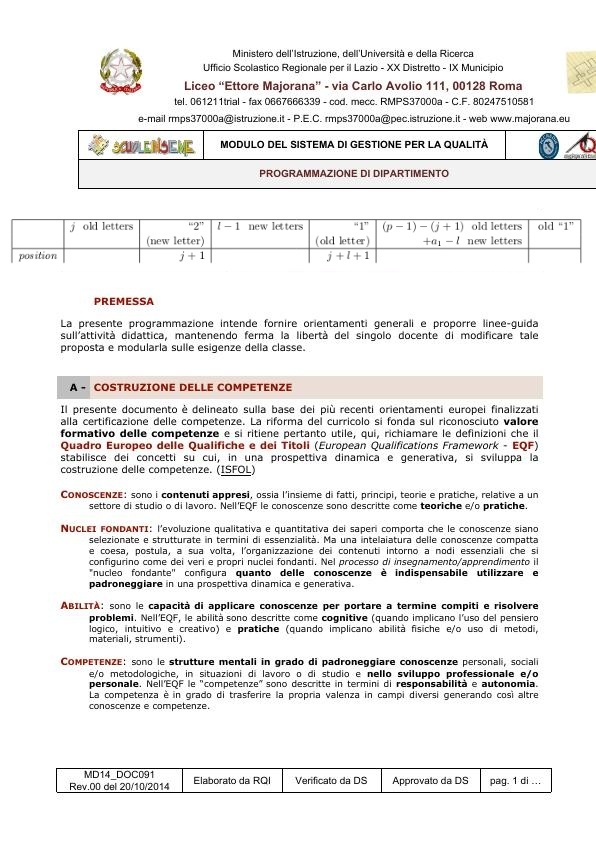 Ministero dell'Istruzione, dell'Università e della Ricerca
Ufficio Scolastico Regionale per il Lazio - XX Distretto - IX Municipio
Liceo “Ettore Majorana” - via Carlo Avolio 111, 00128 Roma
tel. 061211trial - fax 0667666339 - cod. mecc. RMPS37000a - C.F. 80247510581
e-mail rmps37000a@istruzione.it - P.E.C. rmps37000a@pec.istruzione.it - web www.majorana.eu
SCUOLEINSIEME
MODULO DEL SISTEMA DI GESTIONE PER LA QUALITÀ
PROGRAMMAZIONE DI DIPARTIMENTO
j old letters “2” l − 1 new letters “1” (p − 1) − (j + 1) old letters old “1”
(new letter) (old letter) +a₁ − l new letters
position j + 1 j + l + 1
PREMESSA
La presente programmazione intende fornire orientamenti generali e proporre linee-guida
sull'attività didattica, mantenendo ferma la libertà del singolo docente di modificare tale
proposta e modularla sulle esigenze della classe.
A - COSTRUZIONE DELLE COMPETENZE
Il presente documento è delineato sulla base dei più recenti orientamenti europei finalizzati
alla certificazione delle competenze. La riforma del curricolo si fonda sul riconosciuto valore
formativo delle competenze e si ritiene pertanto utile, qui, richiamare le definizioni che il
Quadro Europeo delle Qualifiche e dei Titoli (European Qualifications Framework - EQF)
stabilisce dei concetti su cui, in una prospettiva dinamica e generativa, si sviluppa la
costruzione delle competenze. (ISFOL)
CONOSCENZE: sono i contenuti appresi, ossia l'insieme di fatti, principi, teorie e pratiche, relative a un
settore di studio o di lavoro. Nell'EQF le conoscenze sono descritte come teoriche e/o pratiche.
NUCLEI FONDANTI: l'evoluzione qualitativa e quantitativa dei saperi comporta che le conoscenze siano
selezionate e strutturate in termini di essenzialità. Ma una intelaiatura delle conoscenze compatta
e coesa, postula, a sua volta, l'organizzazione dei contenuti intorno a nodi essenziali che si
configurino come dei veri e propri nuclei fondanti. Nel processo di insegnamento/apprendimento il
"nucleo fondante" configura quanto delle conoscenze è indispensabile utilizzare e
padroneggiare in una prospettiva dinamica e generativa.
ABILITÀ: sono le capacità di applicare conoscenze per portare a termine compiti e risolvere
problemi. Nell'EQF, le abilità sono descritte come cognitive (quando implicano l'uso del pensiero
logico, intuitivo e creativo) e pratiche (quando implicano abilità fisiche e/o uso di metodi,
materiali, strumenti).
COMPETENZE: sono le strutture mentali in grado di padroneggiare conoscenze personali, sociali
e/o metodologiche, in situazioni di lavoro o di studio e nello sviluppo professionale e/o
personale. Nell'EQF le “competenze” sono descritte in termini di responsabilità e autonomia.
La competenza è in grado di trasferire la propria valenza in campi diversi generando così altre
conoscenze e competenze.
MD14_DOC091
Rev.00 del 20/10/2014
Elaborato da RQI Verificato da DS Approvato da DS pag. 1 di …